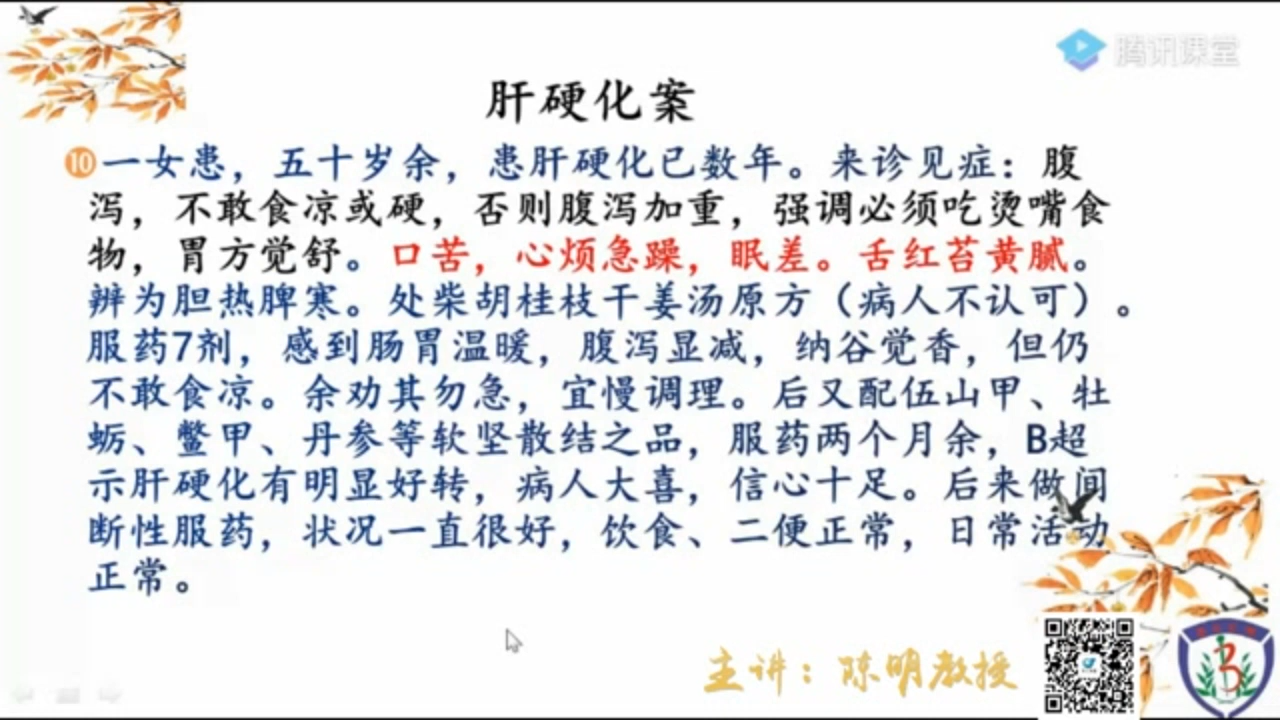 腾讯课堂
肝硬化案
⑩一女患，五十岁余，患肝硬化已数年。来诊见症：腹
泻，不敢食凉或硬，否则腹泻加重，强调必须吃烫嘴食
物，胃方觉舒。口苦，心烦急躁，眠差。舌红苔黄腻。
辨为胆热脾寒。处柴胡桂枝干姜汤原方（病人不认可）。
服药7剂，感到肠胃温暖，腹泻显减，纳谷觉香，但仍
不敢食凉。余劝其勿急，宜慢调理。后又配伍山甲、牡
蛎、鳖甲、丹参等软坚散结之品，服药两个月余，B超
示肝硬化有明显好转，病人大喜，信心十足。后来做间
断性服药，状况一直很好，饮食、二便正常，日常活动
正常。
主讲：陈明教授